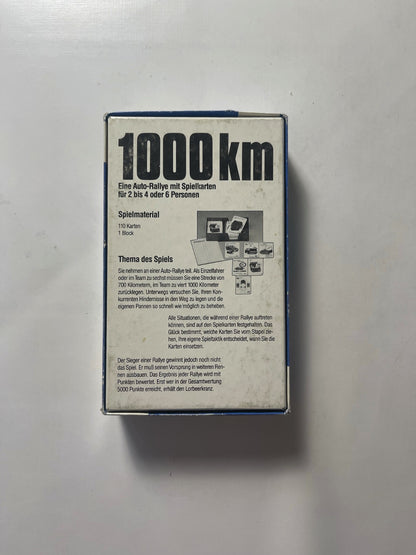 1000 km
Eine Auto-Rallye mit Spielkarten
für 2 bis 4 oder 6 Personen
Spielmaterial
110 Karten
1 Block
Thema des Spiels
Sie nehmen an einer Auto-Rallye teil. Als Einzelfahrer
oder im Team zu sechst müssen Sie eine Strecke von
700 Kilometern, im Team zu viert 1000 Kilometer
zurücklegen. Unterwegs versuchen Sie, Ihren Kon-
kurrenten Hindernisse in den Weg zu legen und die
eigenen Pannen so schnell wie möglich zu beheben.
Alle Situationen, die während einer Rallye auftreten
können, sind auf den Spielkarten festgehalten. Das
Glück bestimmt, welche Karten Sie vom Stapel zie-
hen, Ihre eigene Spieltaktik entscheidet, wann Sie die
Karten einsetzen.
Der Sieger einer Rallye gewinnt jedoch noch nicht
das Spiel. Er muß seinen Vorsprung in weiteren Ren-
nen ausbauen. Das Ergebnis jeder Rallye wird mit
Punkten bewertet. Erst wer in der Gesamtwertung
5000 Punkte erreicht, erhält den Lorbeerkranz.